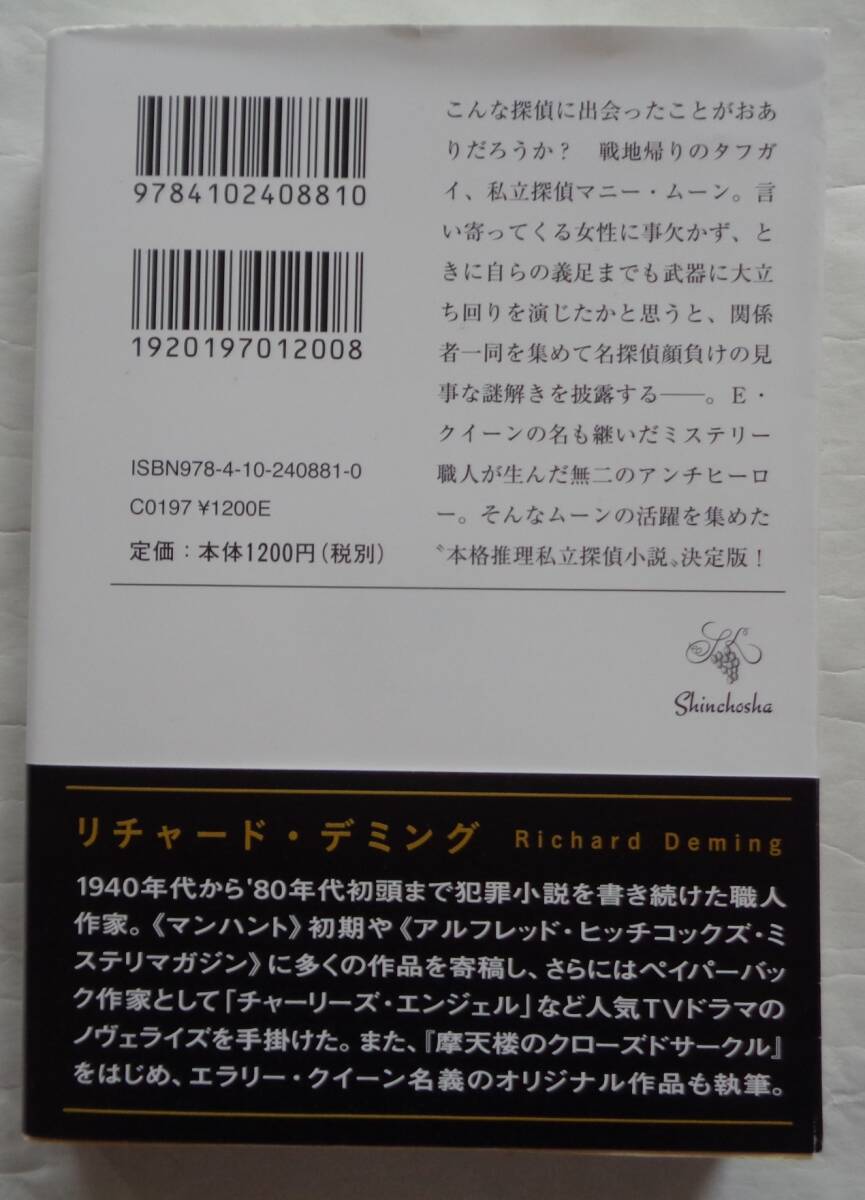 9784102408810
1920197012008
ISBN978-4-10-240881-0
C0197 ¥1200E
定価：本体1200円（税別）
こんな探偵に出会ったことがおあ
りだろうか？　戦地帰りのタフガ
イ、私立探偵マニー・ムーン。言
い寄ってくる女性に事欠かず、と
きに自らの義足までも武器に大立
ち回りを演じたかと思うと、関係
者一同を集めて名探偵顔負けの見
事な謎解きを披露する――。Ｅ・
クイーンの名も継いだミステリー
職人が生んだ無二のアンチヒーロ
ー。そんなムーンの活躍を集めた
〝本格推理私立探偵小説〟決定版！
Shinchosha
リチャード・デミング Richard Deming
1940年代から'80年代初頭まで犯罪小説を書き続けた職人
作家。《マンハント》初期や《アルフレッド・ヒッチコックズ・ミ
ステリマガジン》に多くの作品を寄稿し、さらにはペイパーバッ
ク作家として「チャーリーズ・エンジェル」など人気TVドラマの
ノヴェライズを手掛けた。また、『摩天楼のクローズドサークル』
をはじめ、エラリー・クイーン名義のオリジナル作品も執筆。